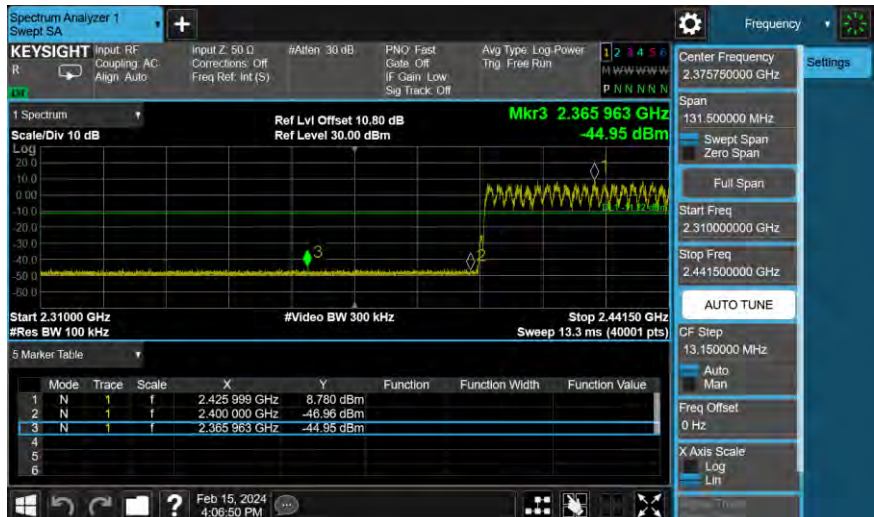 Spectrum Analyzer 1
Swept SA
+
Frequency
KEYSIGHT
R
Input: RF
Coupling: AC
Align: Auto
Input Z: 50 Ω
Corrections: Off
Freq Ref: Int (S)
#Atten: 30 dB
PNO: Fast
Gate: Off
IF Gain: Low
Sig Track: Off
Avg Type: Log-Power
Trig: Free Run
1 2 3 4 5 6
M W W W W W
P N N N N N
1 Spectrum
Scale/Div 10 dB
Ref Lvl Offset 10.80 dB
Ref Level 30.00 dBm
Mkr3 2.365 963 GHz
-44.95 dBm
Log
20.0
10.0
0.00
-10.0
-20.0
-30.0
-40.0
-50.0
-60.0
1
2
3
Start 2.31000 GHz
#Res BW 100 kHz
#Video BW 300 kHz
Stop 2.44150 GHz
Sweep 13.3 ms (40001 pts)
5 Marker Table
Mode Trace Scale X Y Function Function Width Function Value
1 N 1 f 2.425 999 GHz 8.780 dBm
2 N 1 f 2.400 000 GHz -46.96 dBm
3 N 1 f 2.365 963 GHz -44.95 dBm
4
5
6
Feb 15, 2024
4:06:50 PM
?
Center Frequency
2.375750000 GHz
Span
131.500000 MHz
Swept Span
Zero Span
Full Span
Start Freq
2.310000000 GHz
Stop Freq
2.441500000 GHz
AUTO TUNE
CF Step
13.150000 MHz
Auto
Man
Freq Offset
0 Hz
X Axis Scale
Log
Lin
Settings